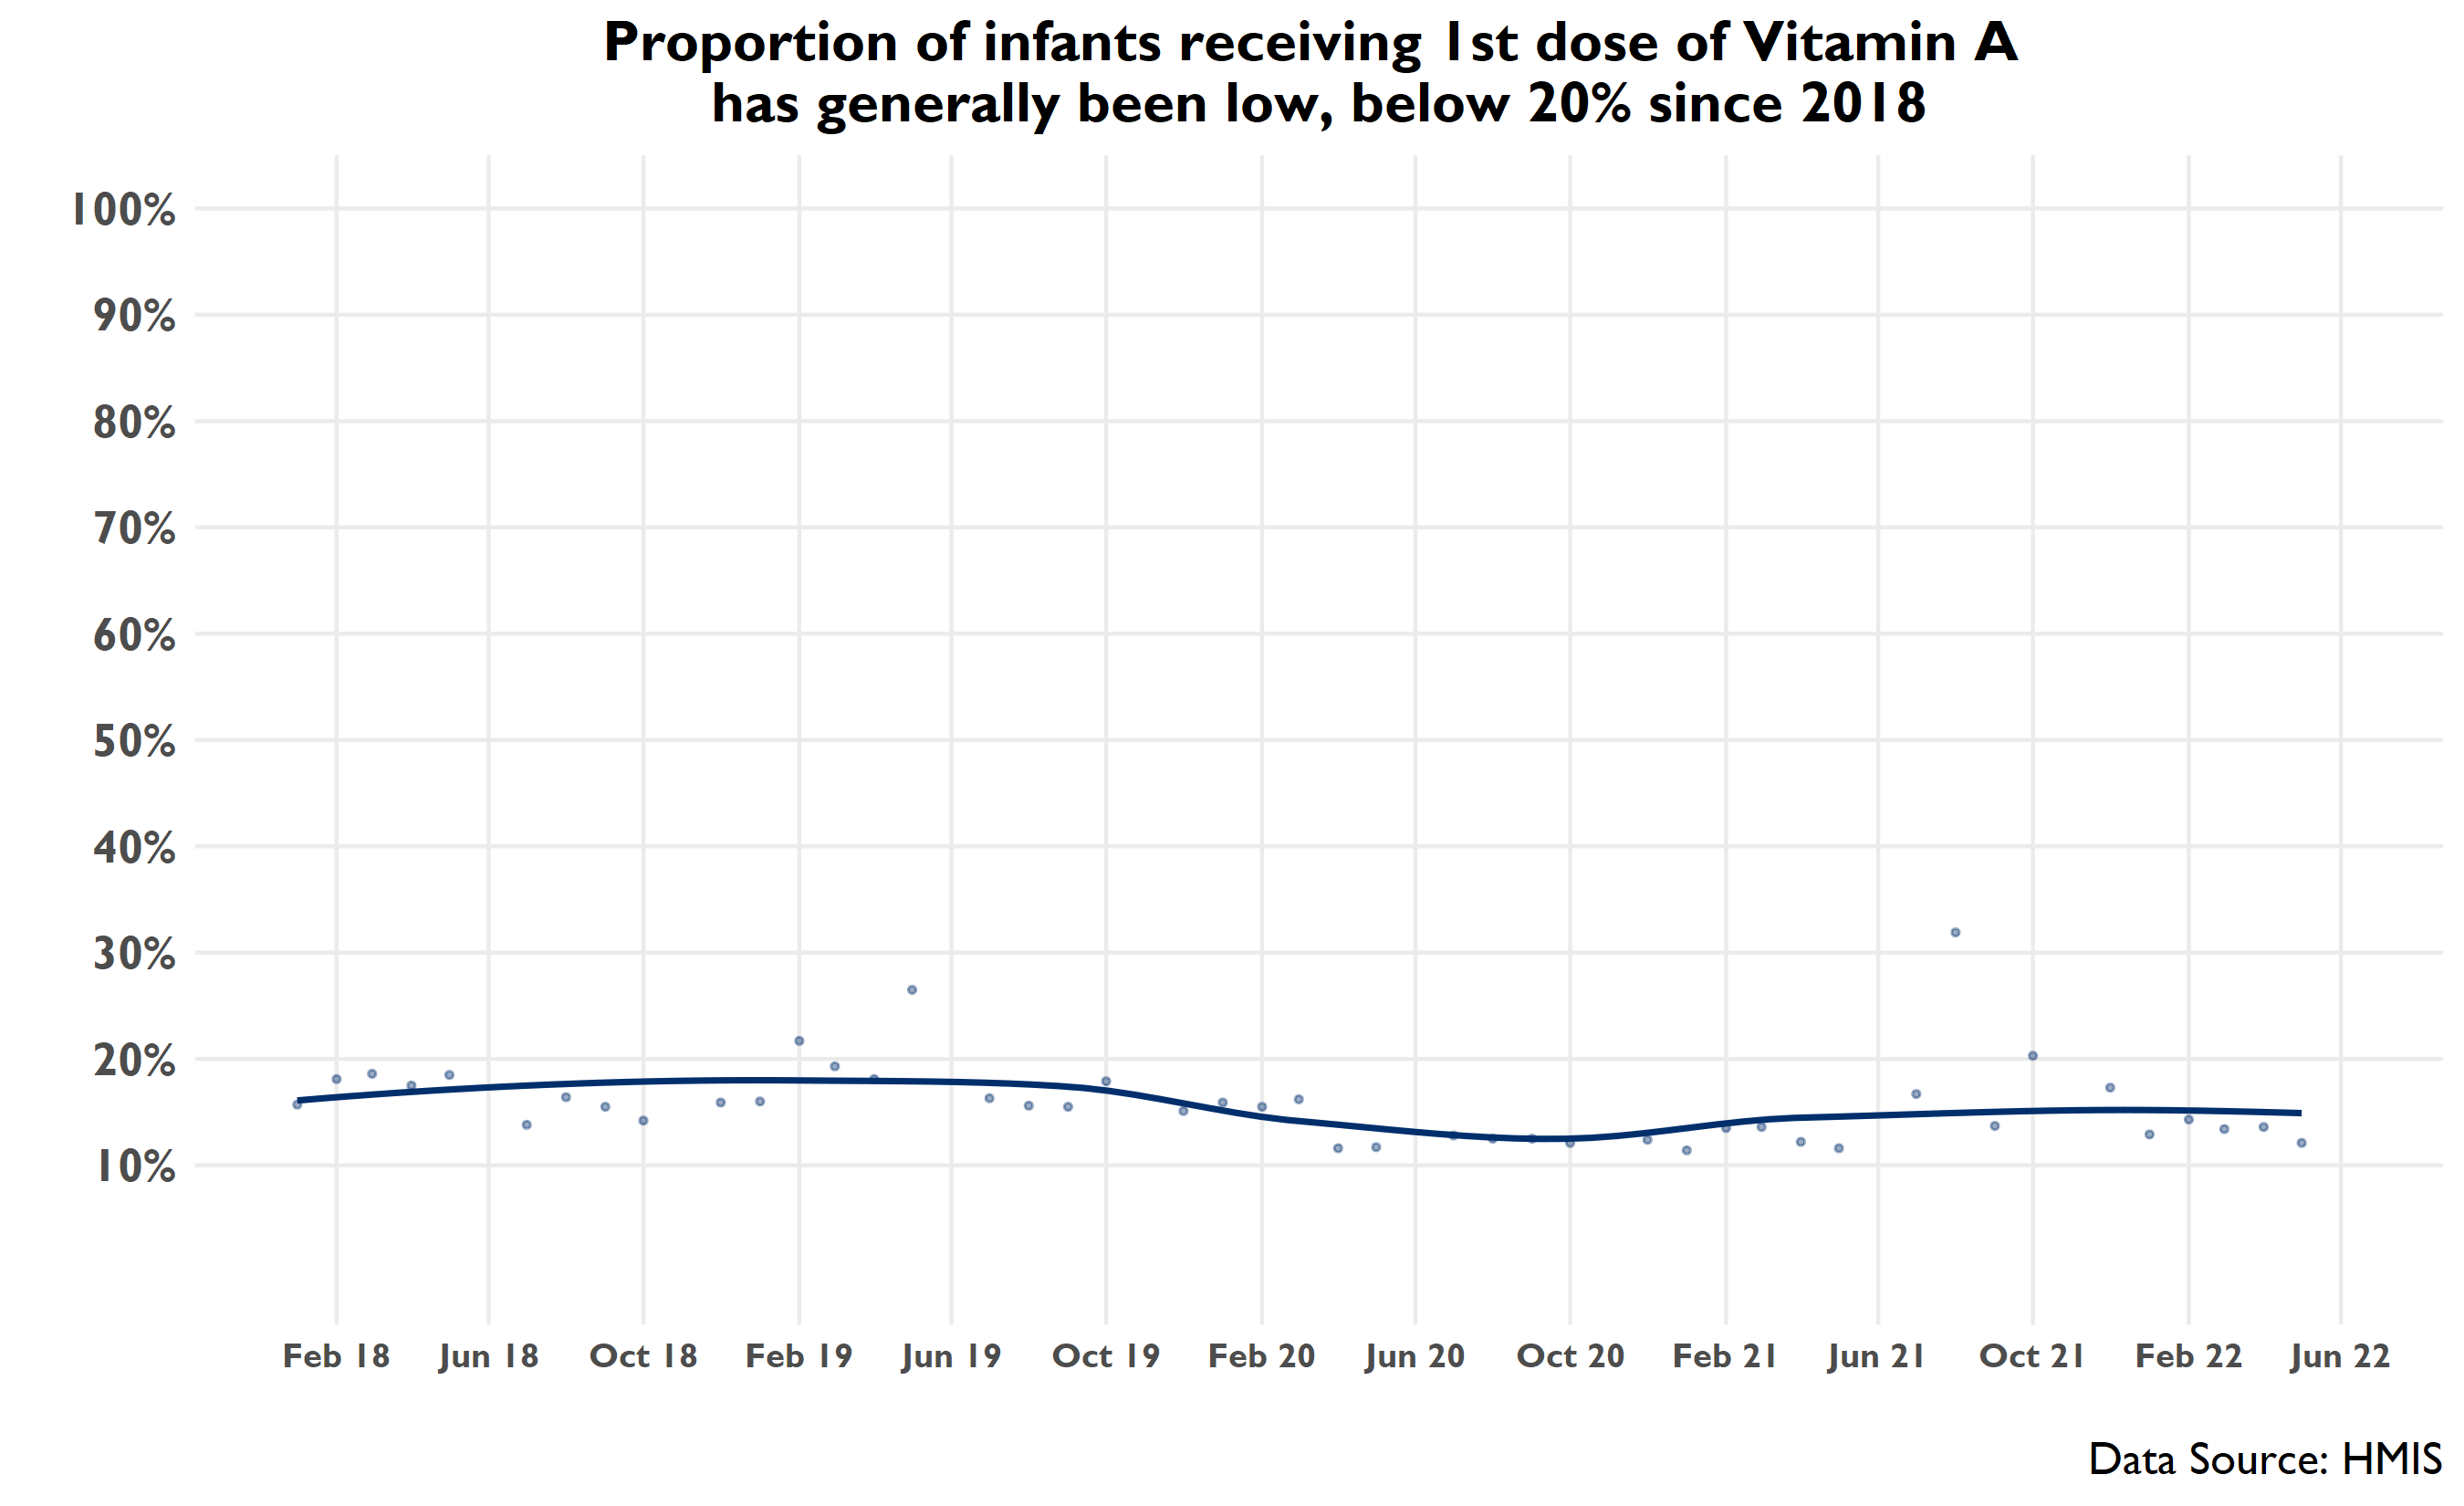 Proportion of infants receiving 1st dose of Vitamin A
has generally been low, below 20% since 2018
100%
90%
80%
70%
60%
50%
40%
30%
20%
10%
Feb 18 Jun 18 Oct 18 Feb 19 Jun 19 Oct 19 Feb 20 Jun 20 Oct 20 Feb 21 Jun 21 Oct 21 Feb 22 Jun 22
Data Source: HMIS